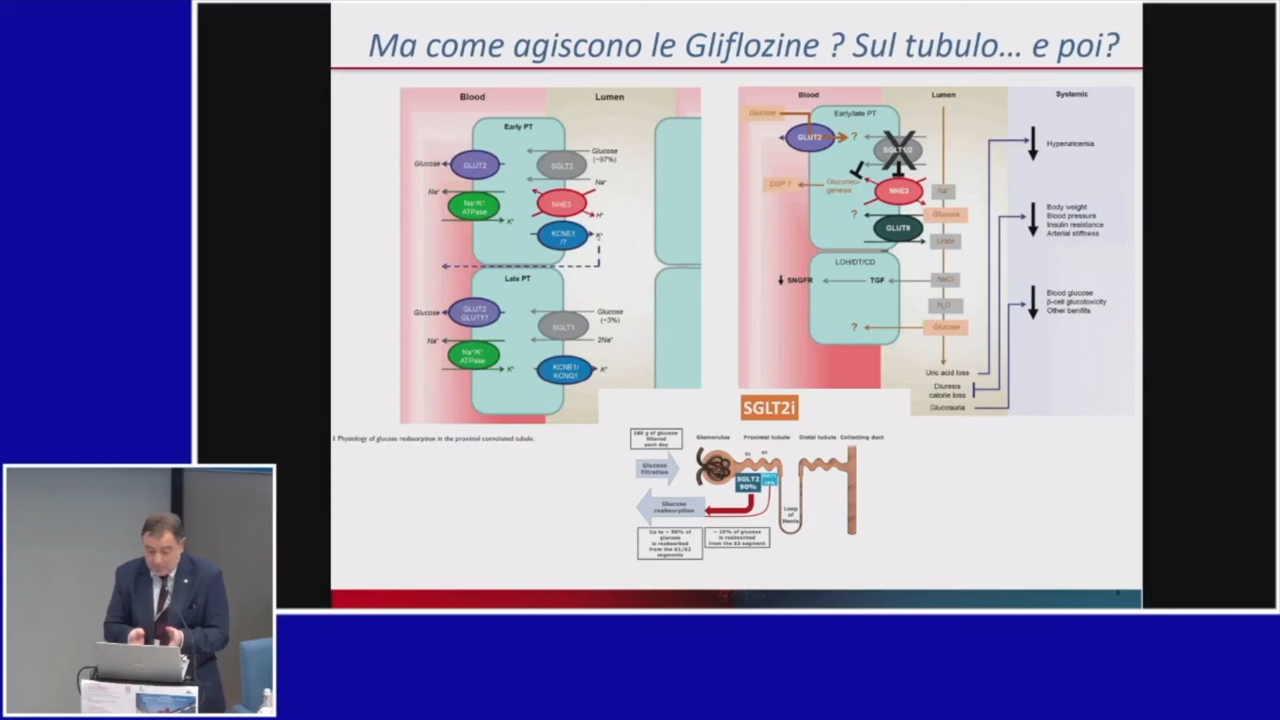 Ma come agiscono le Gliflozine ? Sul tubulo... e poi?
Blood
Lumen
Early PT
Glucose
GLUT2
SGLT2
Glucose
(~97%)
Na⁺
Na⁺
Na⁺/K⁺
ATPase
K⁺
NHE3
H⁺
KCNE1
/?
K⁺
Late PT
Glucose
GLUT2
GLUT1?
SGLT1
Glucose
(~3%)
Na⁺
2Na⁺
Na⁺/K⁺
ATPase
K⁺
KCNE1/
KCNQ1
K⁺
Blood
Lumen
Systemic
Glucose
Early/late PT
GLUT2
?
SGLT1/2
Hyperuricemia
EGP ?
Gluconeo-
genesis
NHE3
Na⁺
?
Glucose
GLUT9
Urate
Body weight
Blood pressure
Insulin resistance
Arterial stiffness
LOH/DT/CD
SNGFR
TGF
NaCl
H₂O
?
Glucose
Blood glucose
β-cell glucotoxicity
Other benifits
Uric acid loss
Diuresis
calorie loss
Glucosuria
SGLT2i
Physiology of glucose reabsorption in the proximal convoluted tubule.
180 g of glucose
filtered
each day
Glomerulus
Proximal tubule
Distal tubule
Collecting duct
Glucose
filtration
SGLT2
90%
Glucose
reabsorption
Loop
of
Henle
Up to ~ 90% of
glucose
is reabsorbed
from the S1/S2
segments
~ 10% of glucose
is reabsorbed
from the S3 segment